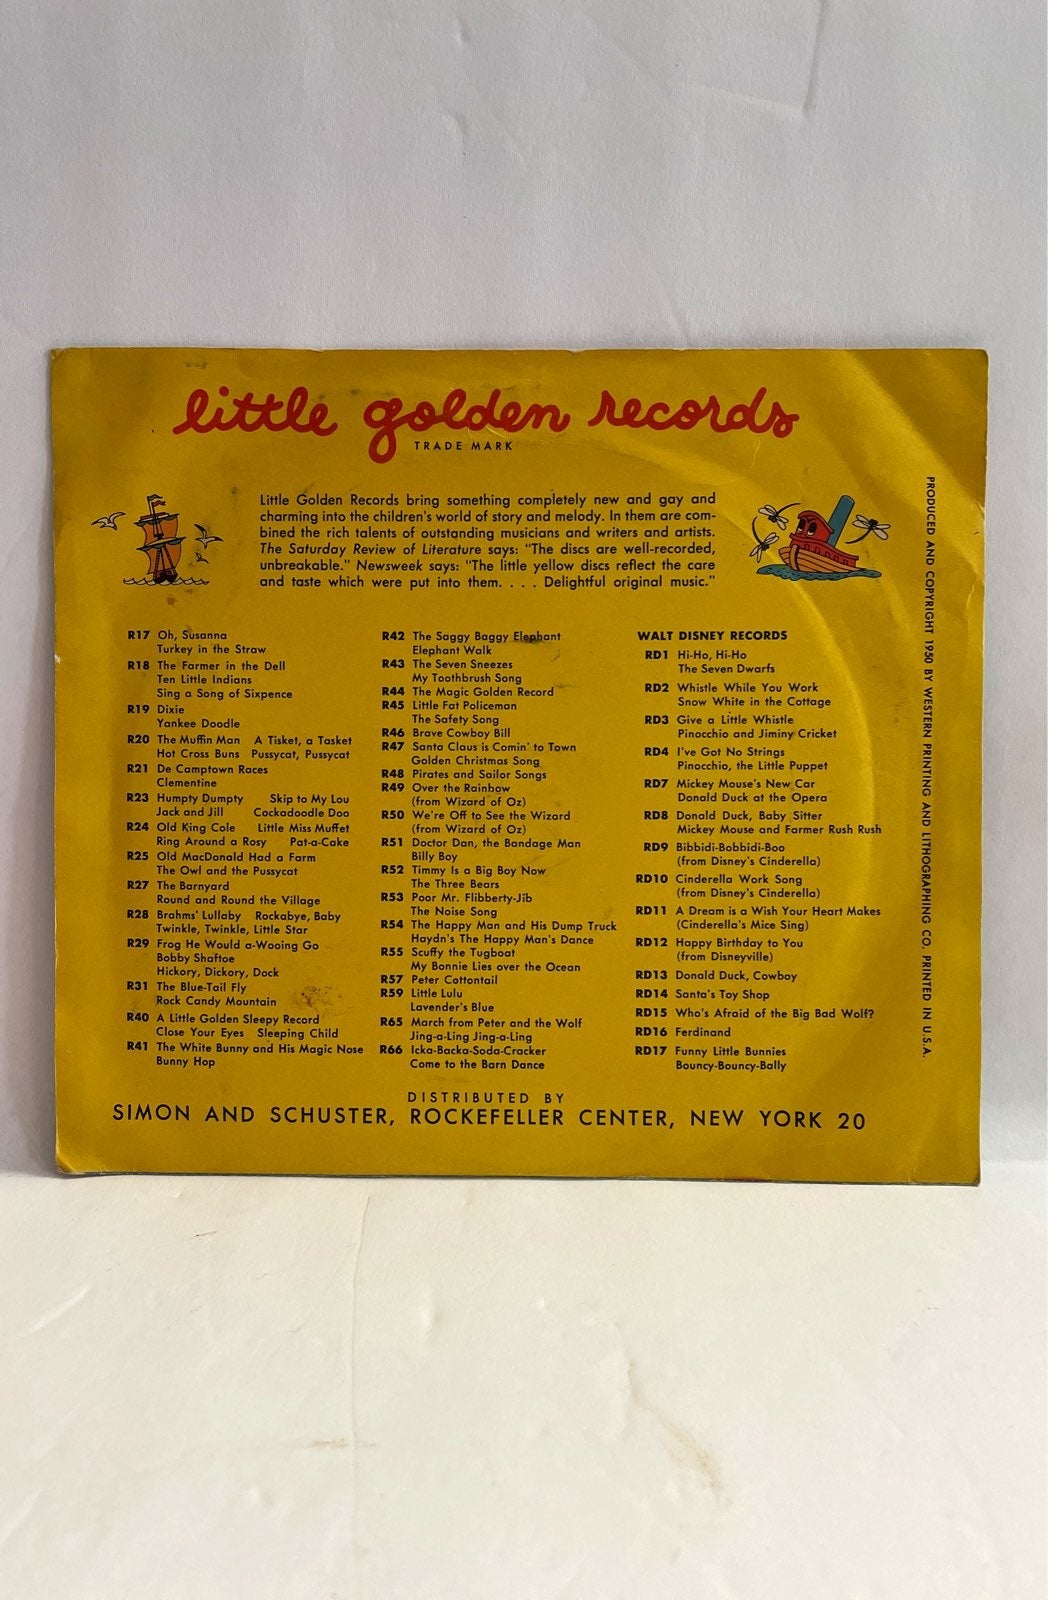 little golden records
TRADE MARK
Little Golden Records bring something completely new and gay and
charming into the children's world of story and melody. In them are com-
bined the rich talents of outstanding musicians and writers and artists.
The Saturday Review of Literature says: "The discs are well-recorded,
unbreakable." Newsweek says: "The little yellow discs reflect the care
and taste which were put into them. . . . Delightful original music."
R17 Oh, Susanna
Turkey in the Straw
R18 The Farmer in the Dell
Ten Little Indians
Sing a Song of Sixpence
R19 Dixie
Yankee Doodle
R20 The Muffin Man A Tisket, a Tasket
Hot Cross Buns Pussycat, Pussycat
R21 De Camptown Races
Clementine
R23 Humpty Dumpty Skip to My Lou
Jack and Jill Cockadoodle Doo
R24 Old King Cole Little Miss Muffet
Ring Around a Rosy Pat-a-Cake
R25 Old MacDonald Had a Farm
The Owl and the Pussycat
R27 The Barnyard
Round and Round the Village
R28 Brahms' Lullaby Rockabye, Baby
Twinkle, Twinkle, Little Star
R29 Frog He Would a-Wooing Go
Bobby Shaftoe
Hickory, Dickory, Dock
R31 The Blue-Tail Fly
Rock Candy Mountain
R40 A Little Golden Sleepy Record
Close Your Eyes Sleeping Child
R41 The White Bunny and His Magic Nose
Bunny Hop
R42 The Saggy Baggy Elephant
Elephant Walk
R43 The Seven Sneezes
My Toothbrush Song
R44 The Magic Golden Record
R45 Little Fat Policeman
The Safety Song
R46 Brave Cowboy Bill
R47 Santa Claus is Comin' to Town
Golden Christmas Song
R48 Pirates and Sailor Songs
R49 Over the Rainbow
(from Wizard of Oz)
R50 We're Off to See the Wizard
(from Wizard of Oz)
R51 Doctor Dan, the Bandage Man
Billy Boy
R52 Timmy Is a Big Boy Now
The Three Bears
R53 Poor Mr. Flibberty-Jib
The Noise Song
R54 The Happy Man and His Dump Truck
Haydn's The Happy Man's Dance
R55 Scuffy the Tugboat
My Bonnie Lies over the Ocean
R57 Peter Cottontail
R59 Little Lulu
Lavender's Blue
R65 March from Peter and the Wolf
Jing-a-Ling Jing-a-Ling
R66 Icka-Backa-Soda-Cracker
Come to the Barn Dance
WALT DISNEY RECORDS
RD1 Hi-Ho, Hi-Ho
The Seven Dwarfs
RD2 Whistle While You Work
Snow White in the Cottage
RD3 Give a Little Whistle
Pinocchio and Jiminy Cricket
RD4 I've Got No Strings
Pinocchio, the Little Puppet
RD7 Mickey Mouse's New Car
Donald Duck at the Opera
RD8 Donald Duck, Baby Sitter
Mickey Mouse and Farmer Rush Rush
RD9 Bibbidi-Bobbidi-Boo
(from Disney's Cinderella)
RD10 Cinderella Work Song
(from Disney's Cinderella)
RD11 A Dream is a Wish Your Heart Makes
(Cinderella's Mice Sing)
RD12 Happy Birthday to You
(from Disneyville)
RD13 Donald Duck, Cowboy
RD14 Santa's Toy Shop
RD15 Who's Afraid of the Big Bad Wolf?
RD16 Ferdinand
RD17 Funny Little Bunnies
Bouncy-Bouncy-Bally
DISTRIBUTED BY
SIMON AND SCHUSTER, ROCKEFELLER CENTER, NEW YORK 20
PRODUCED AND COPYRIGHT 1950 BY WESTERN PRINTING AND LITHOGRAPHING CO. PRINTED IN U.S.A.